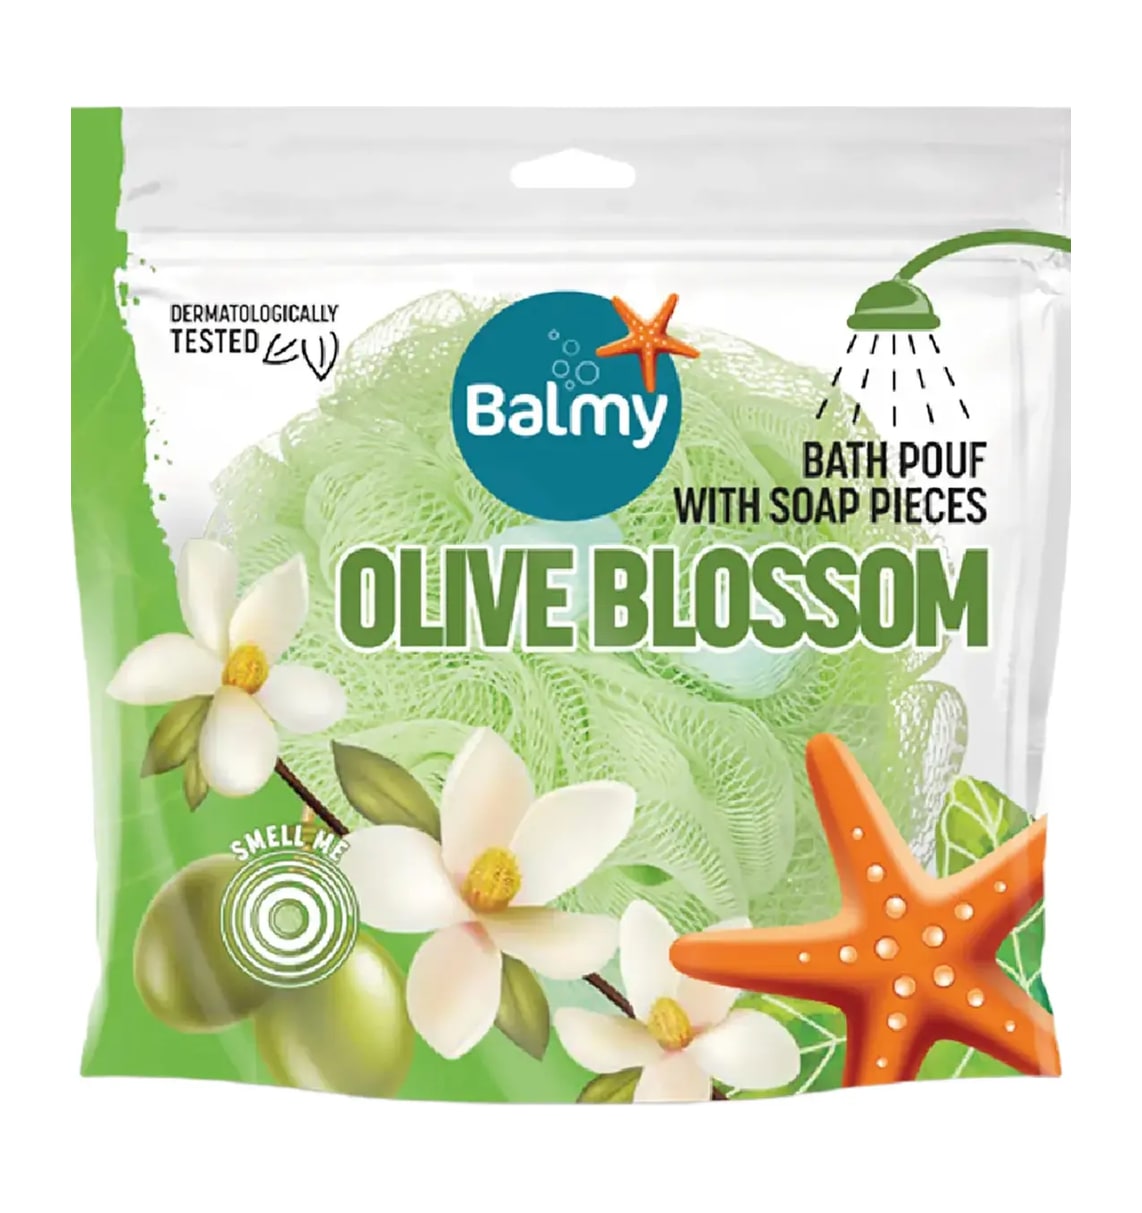 DERMATOLOGICALLY
TESTED
Balmy
BATH POUF
WITH SOAP PIECES
OLIVE BLOSSOM
SMELL ME